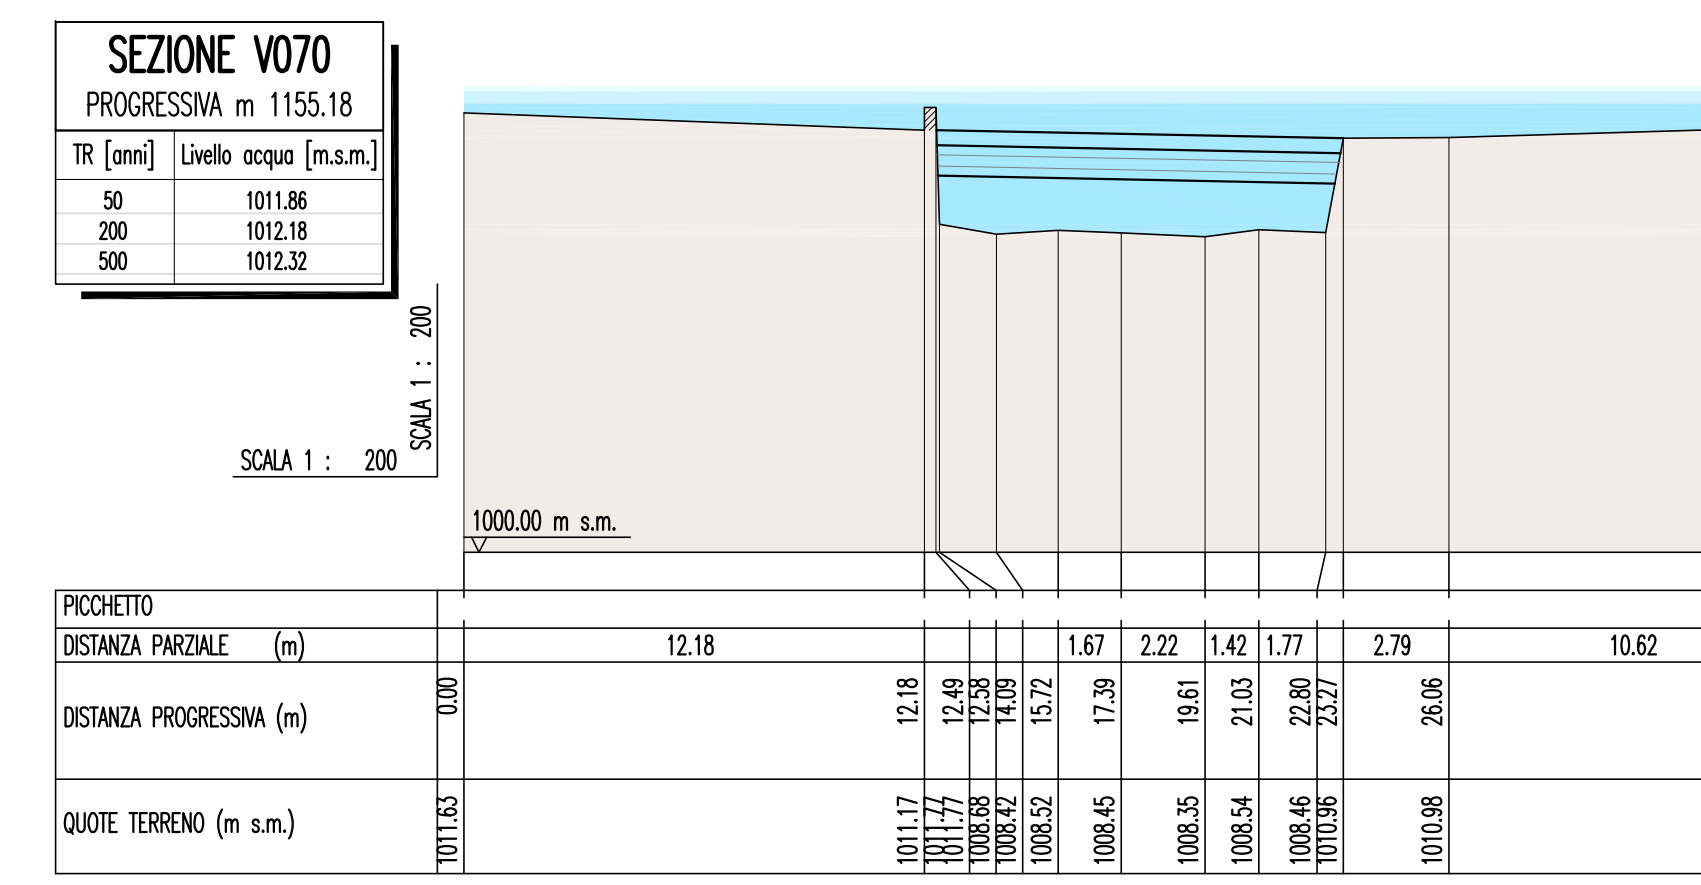 SEZIONE V070
PROGRESSIVA m 1155.18
TR [anni] Livello acqua [m.s.m.]
50 1011.86
200 1012.18
500 1012.32
SCALA 1 : 200
SCALA 1 : 200
1000.00 m s.m.
PICCHETTO
DISTANZA PARZIALE (m) 12.18 1.67 2.22 1.42 1.77 2.79 10.62
DISTANZA PROGRESSIVA (m) 0.00 12.18 12.49 12.58 14.09 15.72 17.39 19.61 21.03 22.80 23.27 26.06
QUOTE TERRENO (m s.m.) 1011.63 1011.17 1011.77 1011.77 1008.68 1008.42 1008.52 1008.45 1008.35 1008.54 1008.46 1010.96 1010.98